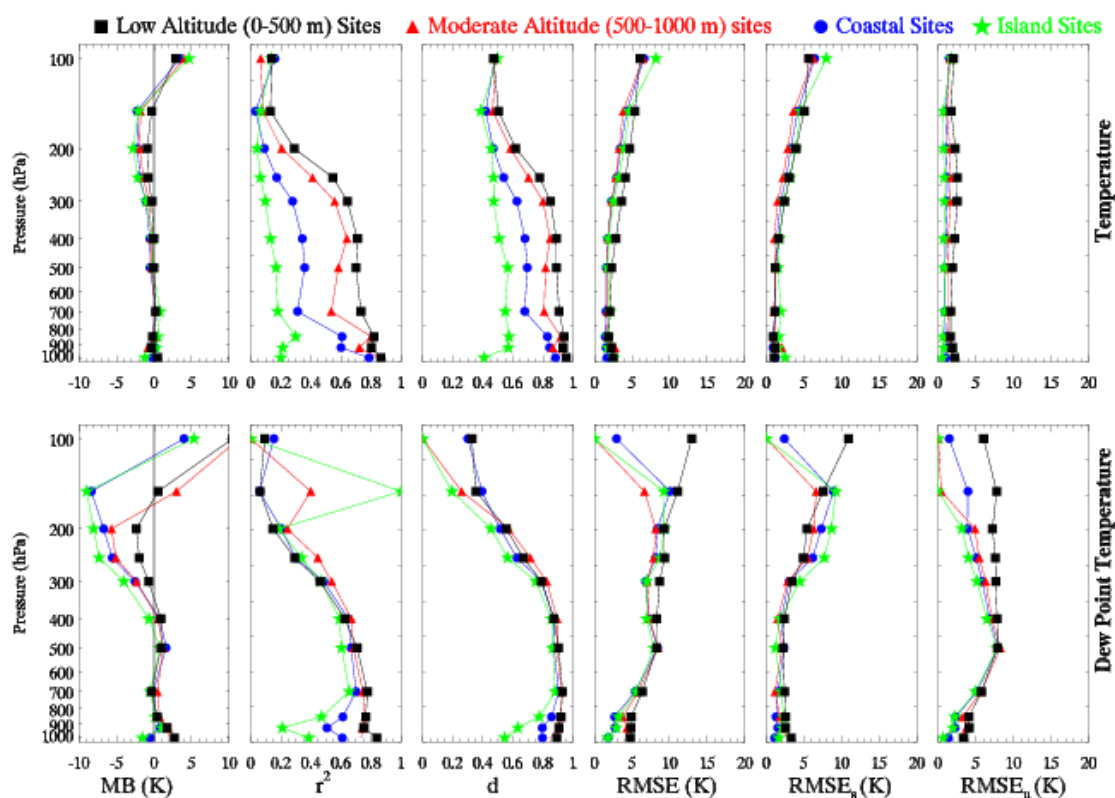 Low Altitude (0-500 m) Sites Moderate Altitude (500-1000 m) sites Coastal Sites Island Sites
Pressure (hPa)
100
200
300
400
500
700
800
900
1000
Temperature
-10 -5 0 5 10 0 0.2 0.4 0.6 0.8 1 0 0.2 0.4 0.6 0.8 1 0 5 10 15 20 0 5 10 15 20 0 5 10 15 20
Pressure (hPa)
100
200
300
400
500
600
700
800
900
1000
Dew Point Temperature
-10 -5 0 5 10 0 0.2 0.4 0.6 0.8 1 0 0.2 0.4 0.6 0.8 1 0 5 10 15 20 0 5 10 15 20 0 5 10 15 20
MB (K) r² d RMSE (K) RMSEₛ(K) RMSEᵤ(K)